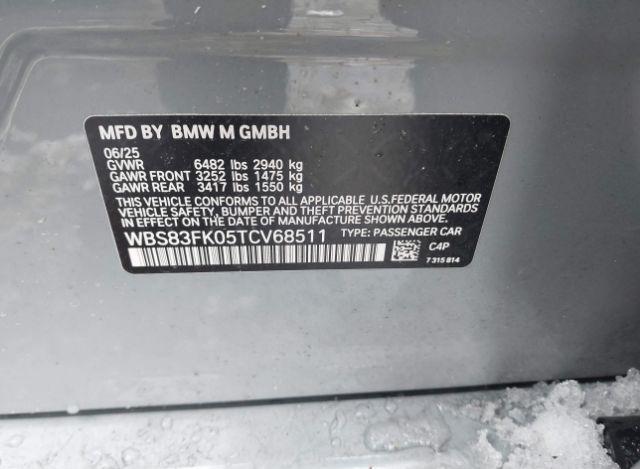 MFD BY BMW M GMBH
06/25
GVWR 6482 lbs 2940 kg
GAWR FRONT 3252 lbs 1475 kg
GAWR REAR 3417 lbs 1550 kg
THIS VEHICLE CONFORMS TO ALL APPLICABLE U.S.FEDERAL MOTOR
VEHICLE SAFETY, BUMPER AND THEFT PREVENTION STANDARDS
IN EFFECT ON THE DATE OF MANUFACTURE SHOWN ABOVE.
WBS83FK05TCV68511 TYPE: PASSENGER CAR
C4P
7 315 814